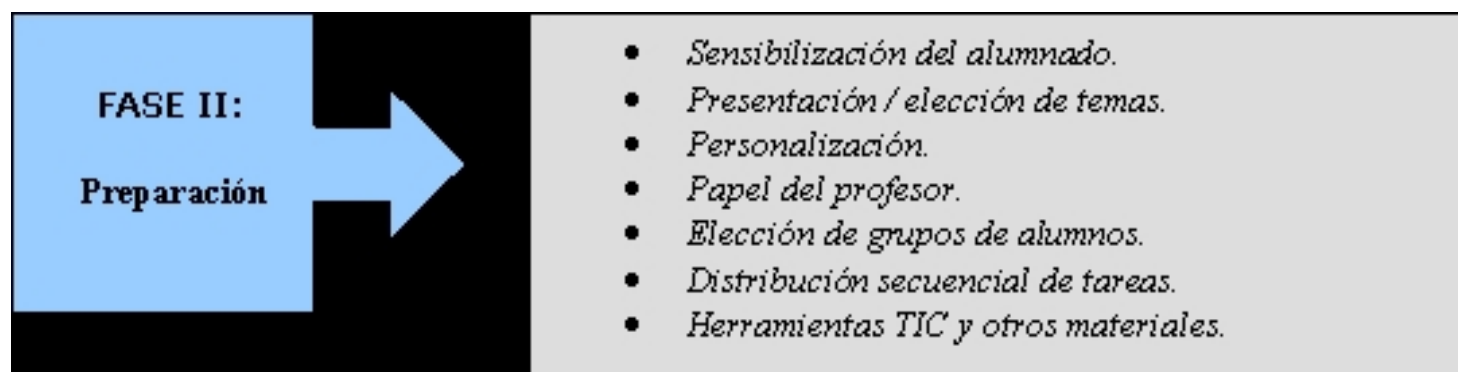 FASE II:
Preparación
• Sensibilización del alumnado.
• Presentación / elección de temas.
• Personalización.
• Papel del profesor.
• Elección de grupos de alumnos.
• Distribución secuencial de tareas.
• Herramientas TIC y otros materiales.